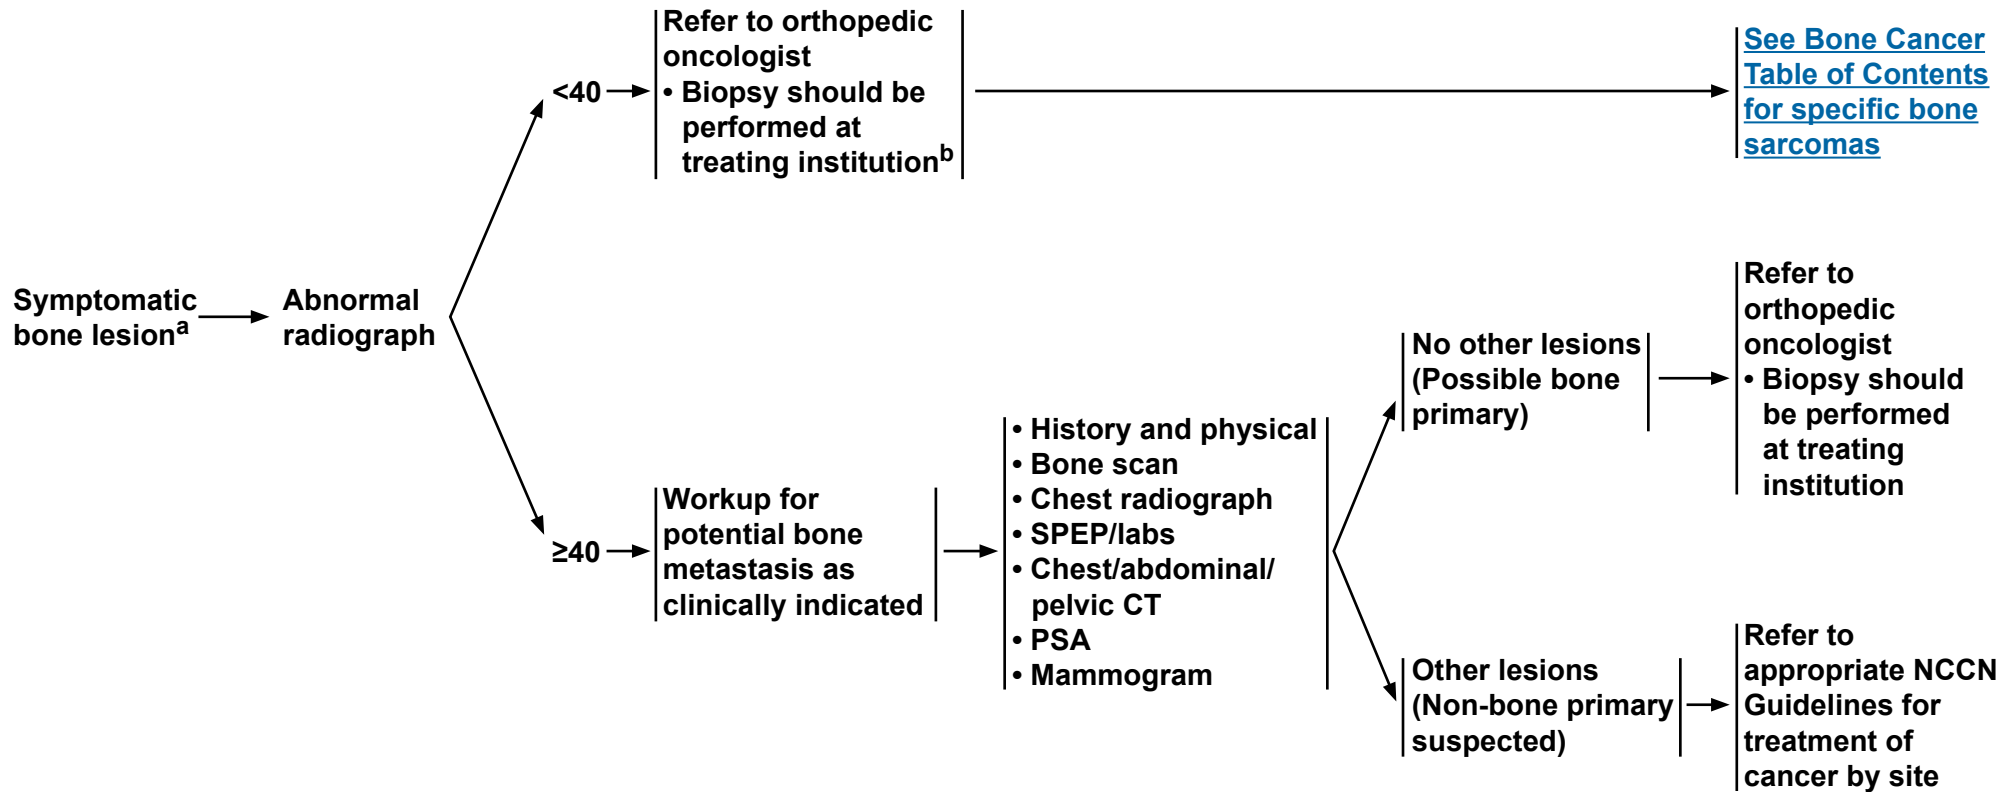 Symptomatic
bone lesionᵃ
Abnormal
radiograph
<40
Refer to orthopedic
oncologist
• Biopsy should be
performed at
treating institutionᵇ
See Bone Cancer
Table of Contents
for specific bone
sarcomas
≥40
Workup for
potential bone
metastasis as
clinically indicated
• History and physical
• Bone scan
• Chest radiograph
• SPEP/labs
• Chest/abdominal/
pelvic CT
• PSA
• Mammogram
No other lesions
(Possible bone
primary)
Refer to
orthopedic
oncologist
• Biopsy should
be performed
at treating
institution
Other lesions
(Non-bone primary
suspected)
Refer to
appropriate NCCN
Guidelines for
treatment of
cancer by site